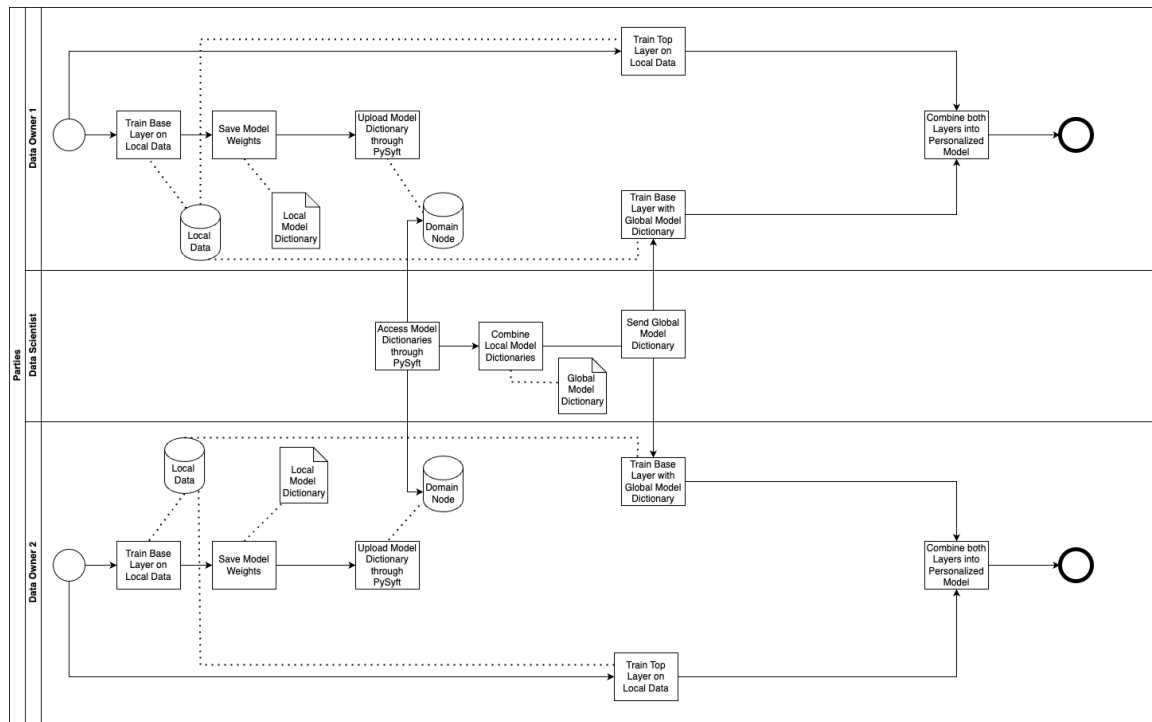 Parties
Data Owner 1
Train Top
Layer on
Local Data
Train Base
Layer on
Local Data
Save Model
Weights
Upload Model
Dictionary
through
PySyft
Combine both
Layers into
Personalized
Model
Local
Data
Local
Model
Dictionary
Domain
Node
Train Base
Layer with
Global Model
Dictionary
Data Scientist
Access Model
Dictionaries
through
PySyft
Combine
Local Model
Dictionaries
Send Global
Model
Dictionary
Global
Model
Dictionary
Data Owner 2
Local
Data
Local
Model
Dictionary
Domain
Node
Train Base
Layer with
Global Model
Dictionary
Train Base
Layer on
Local Data
Save Model
Weights
Upload Model
Dictionary
through
PySyft
Combine both
Layers into
Personalized
Model
Train Top
Layer on
Local Data